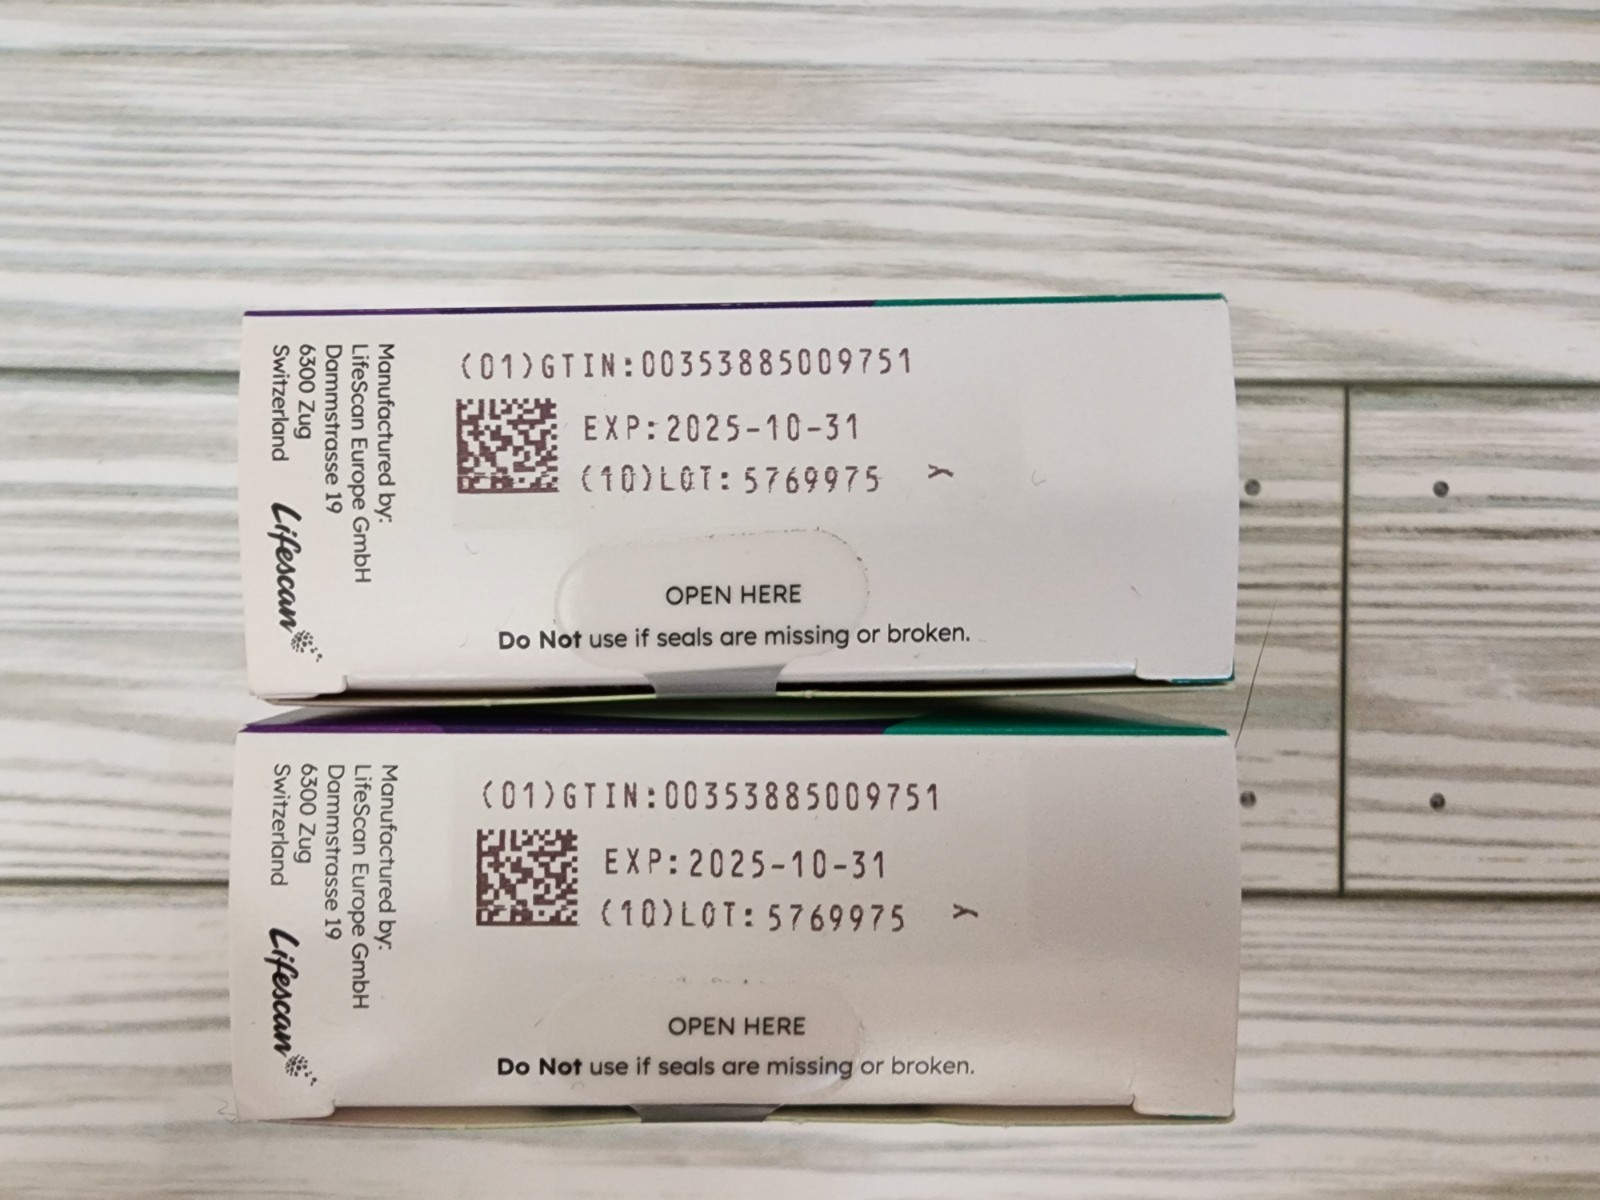 (01)GTIN:00353885009751
EXP:2025-10-31
(10)LOT:5769975
Manufactured by:
LifeScan Europe GmbH
Dammstrasse 19
6300 Zug
Switzerland
Lifescan
OPEN HERE
Do Not use if seals are missing or broken.
(01)GTIN:00353885009751
EXP:2025-10-31
(10)LOT:5769975
Manufactured by:
LifeScan Europe GmbH
Dammstrasse 19
6300 Zug
Switzerland
Lifescan
OPEN HERE
Do Not use if seals are missing or broken.